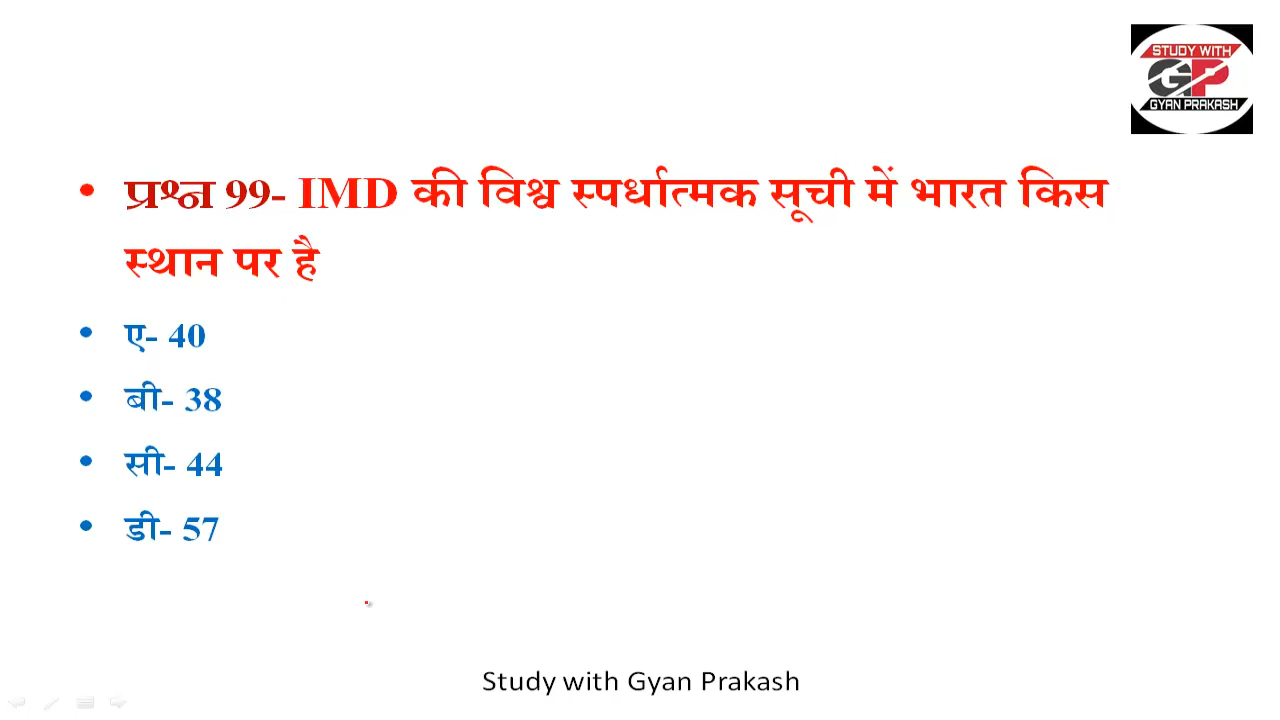 STUDY WITH
GP
GYAN PRAKASH
• प्रश्न 99- IMD की विश्व स्पर्धात्मक सूची में भारत किस
स्थान पर है
• ए- 40
• बी- 38
• सी- 44
• डी- 57
Study with Gyan Prakash